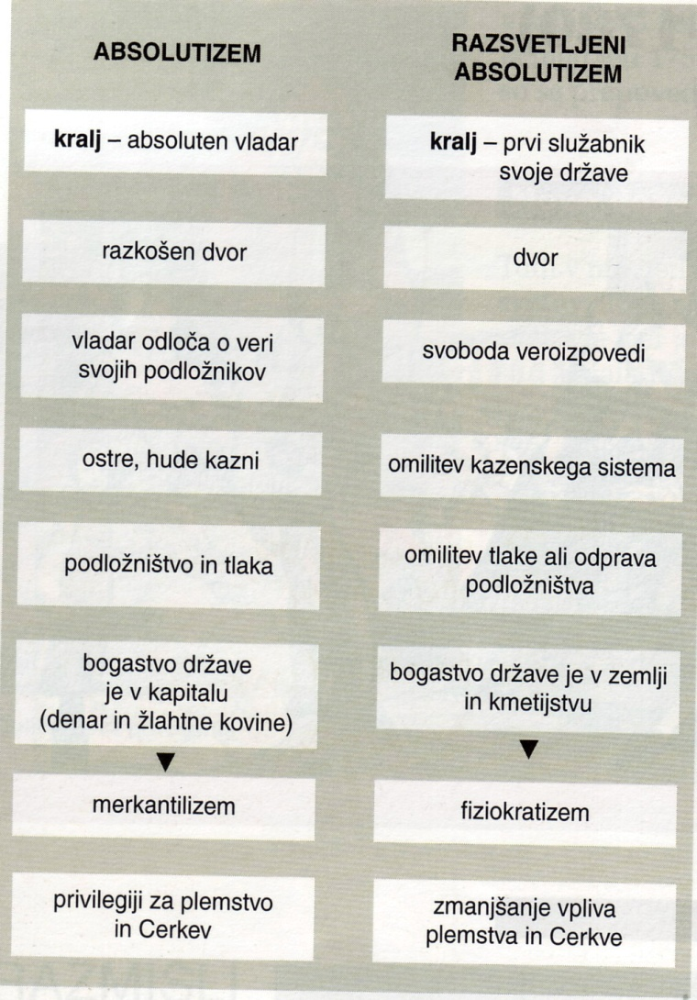 ABSOLUTIZEM
kralj – absoluten vladar
razkošen dvor
vladar odloča o veri
svojih podložnikov
ostre, hude kazni
podložništvo in tlaka
bogastvo države
je v kapitalu
(denar in žlahtne kovine)
merkantilizem
privilegiji za plemstvo
in Cerkev
RAZSVETLJENI
ABSOLUTIZEM
kralj – prvi služabnik
svoje države
dvor
svoboda veroizpovedi
omilitev kazenskega sistema
omilitev tlake ali odprava
podložništva
bogastvo države je v zemlji
in kmetijstvu
fiziokratizem
zmanjšanje vpliva
plemstva in Cerkve